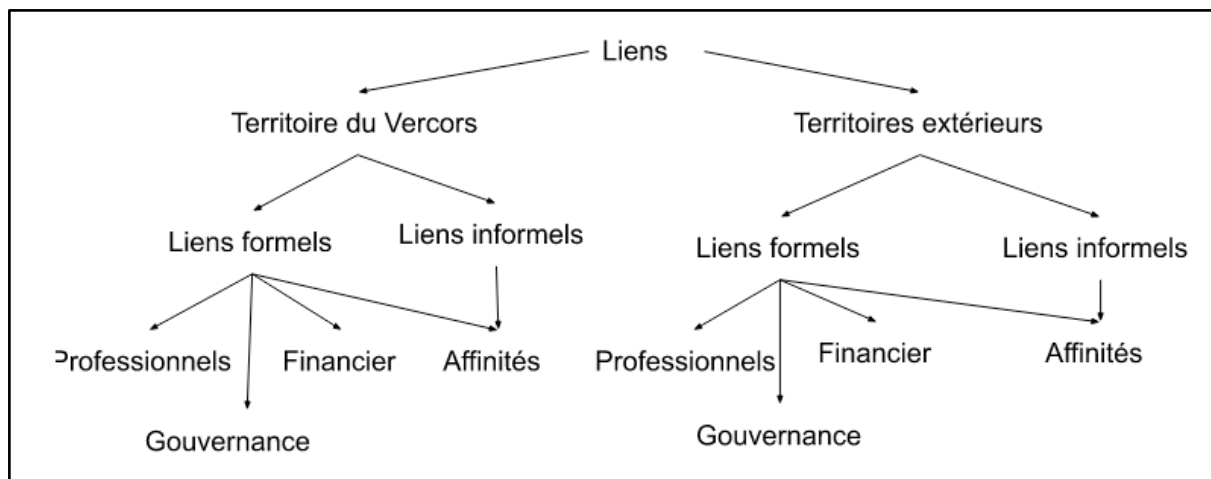 Liens
Territoire du Vercors
Territoires extérieurs
Liens formels
Liens informels
Liens formels
Liens informels
Professionnels
Financier
Affinités
Professionnels
Financier
Affinités
Gouvernance
Gouvernance